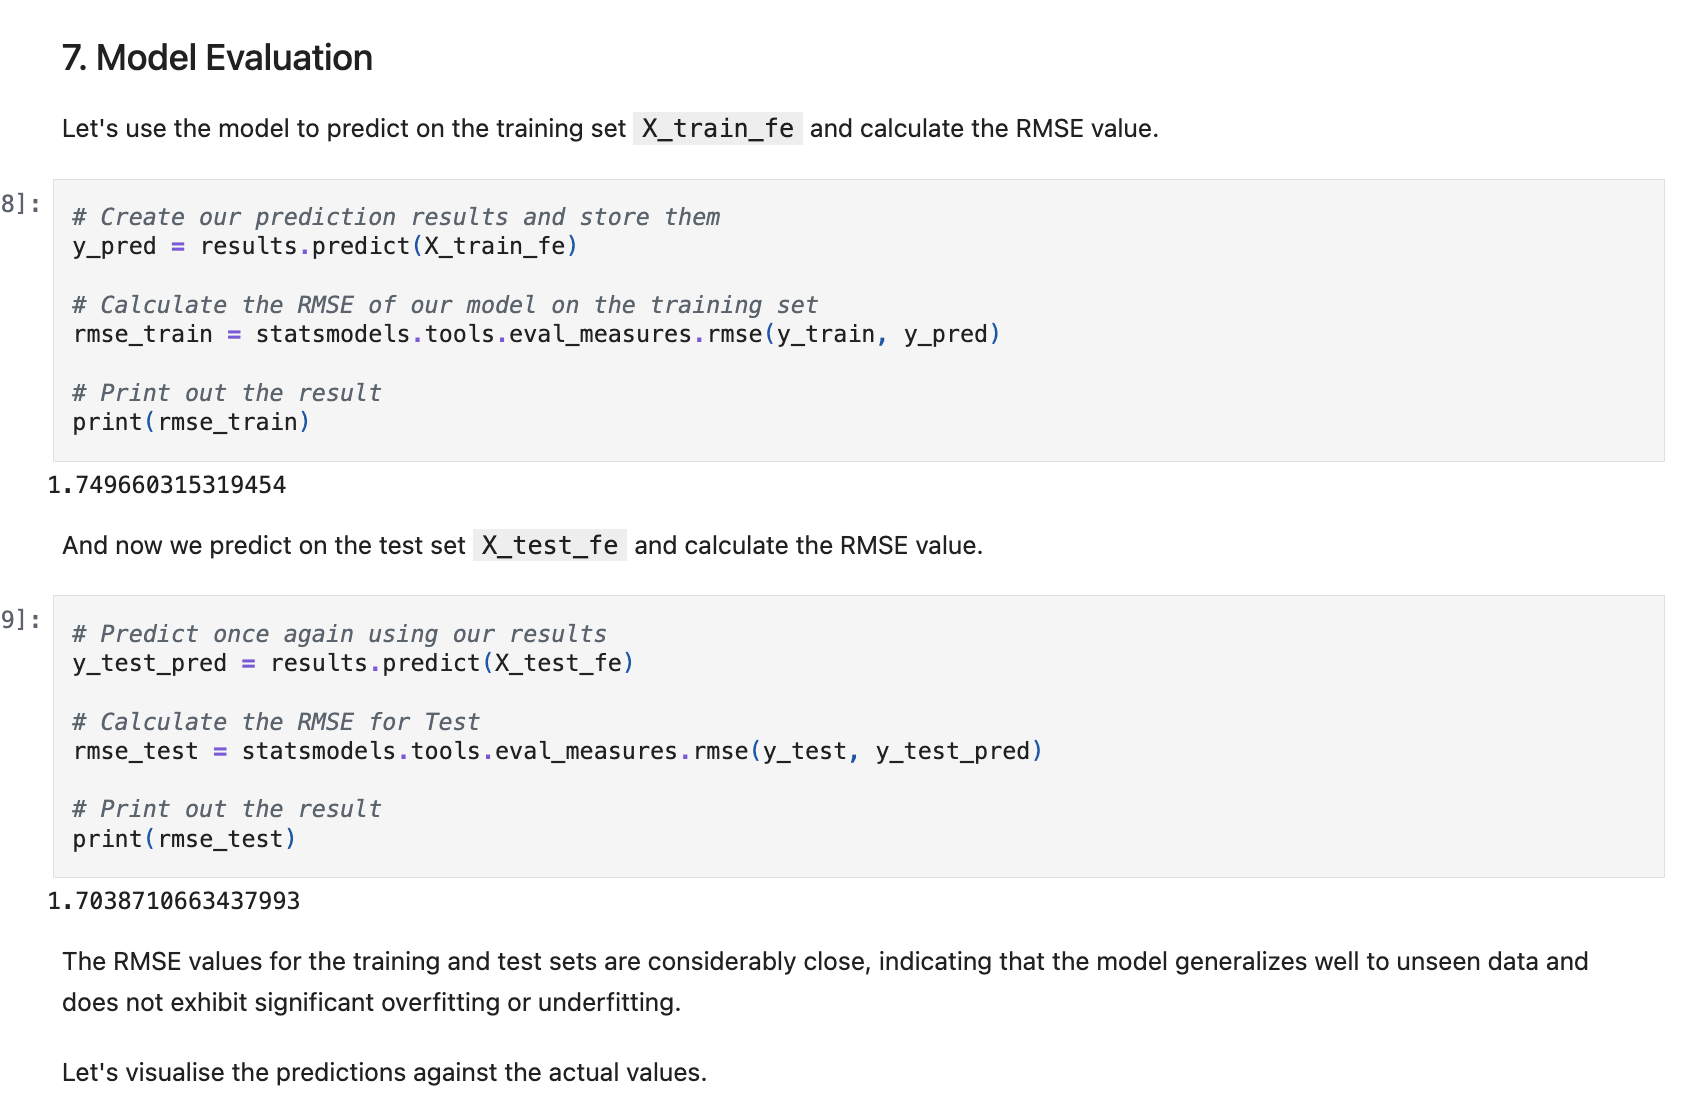 7. Model Evaluation
Let's use the model to predict on the training set X_train_fe and calculate the RMSE value.
8]:
# Create our prediction results and store them
y_pred = results.predict(X_train_fe)
# Calculate the RMSE of our model on the training set
rmse_train = statsmodels.tools.eval_measures.rmse(y_train, y_pred)
# Print out the result
print(rmse_train)
1.749660315319454
And now we predict on the test set X_test_fe and calculate the RMSE value.
9]:
# Predict once again using our results
y_test_pred = results.predict(X_test_fe)
# Calculate the RMSE for Test
rmse_test = statsmodels.tools.eval_measures.rmse(y_test, y_test_pred)
# Print out the result
print(rmse_test)
1.7038710663437993
The RMSE values for the training and test sets are considerably close, indicating that the model generalizes well to unseen data and
does not exhibit significant overfitting or underfitting.
Let's visualise the predictions against the actual values.